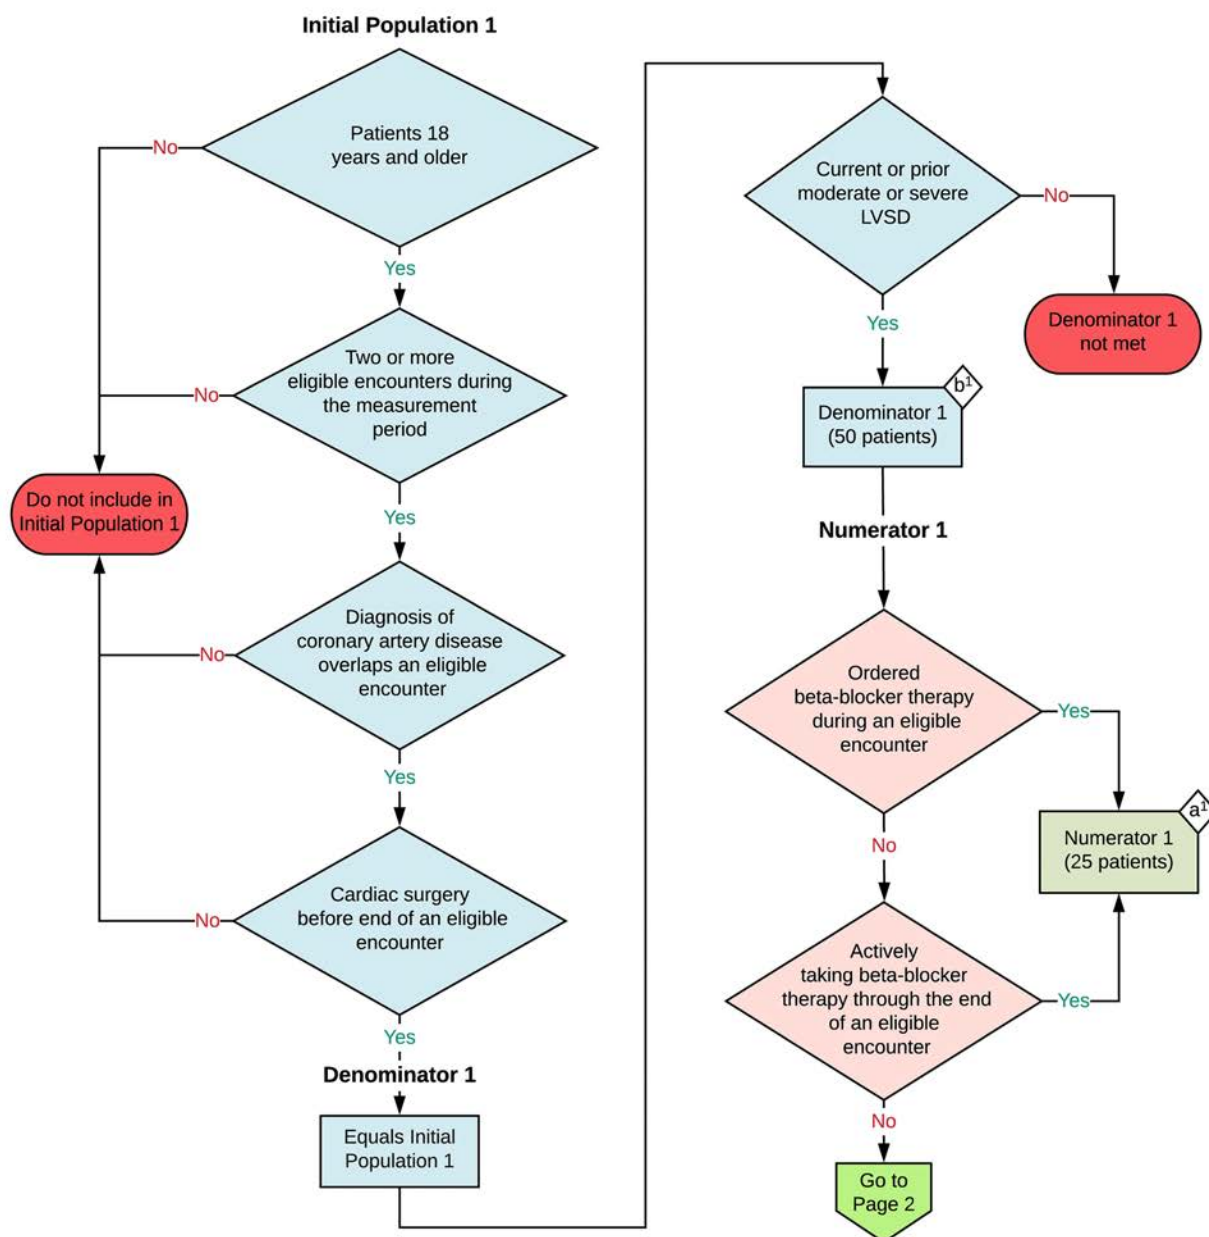 Initial Population 1
Patients 18
years and older
No
Yes
Two or more
eligible encounters during
the measurement
period
No
Do not include in
Initial Population 1
Yes
Diagnosis of
coronary artery disease
overlaps an eligible
encounter
No
Yes
Cardiac surgery
before end of an eligible
encounter
No
Yes
Denominator 1
Equals Initial
Population 1
Current or prior
moderate or severe
LVSD
No
Denominator 1
not met
Yes
b¹
Denominator 1
(50 patients)
Numerator 1
Ordered
beta-blocker therapy
during an eligible
encounter
Yes
a¹
Numerator 1
(25 patients)
No
Actively
taking beta-blocker
therapy through the end
of an eligible
encounter
Yes
No
Go to
Page 2